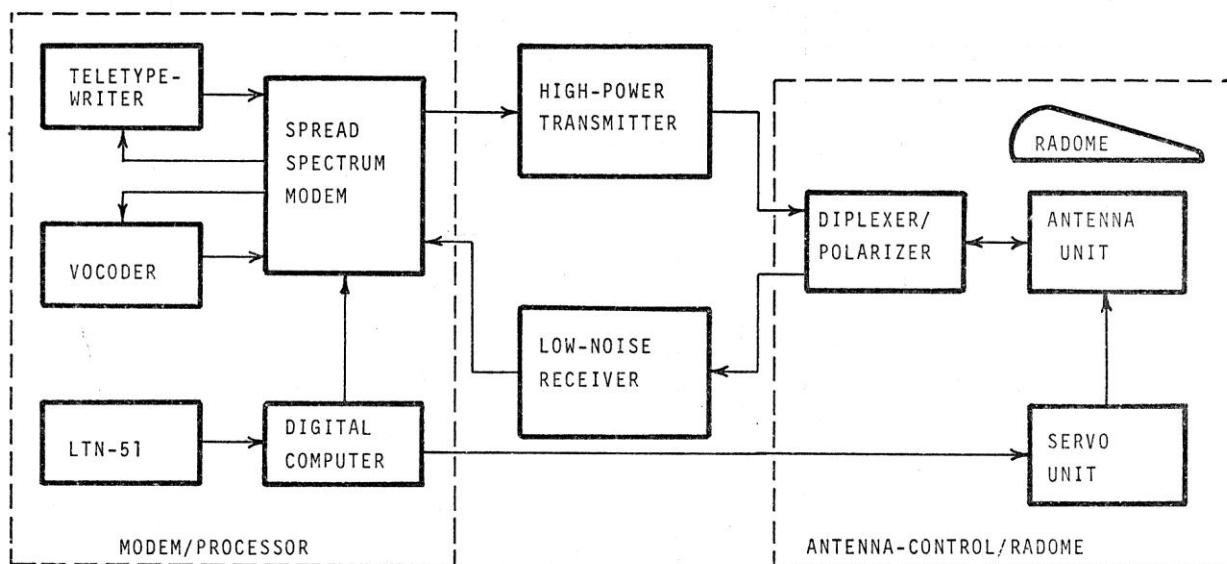 TELETYPE-
WRITER
SPREAD
SPECTRUM
MODEM
VOCODER
LTN-51
DIGITAL
COMPUTER
MODEM/PROCESSOR
HIGH-POWER
TRANSMITTER
LOW-NOISE
RECEIVER
RADOME
DIPLEXER/
POLARIZER
ANTENNA
UNIT
SERVO
UNIT
ANTENNA-CONTROL/RADOME